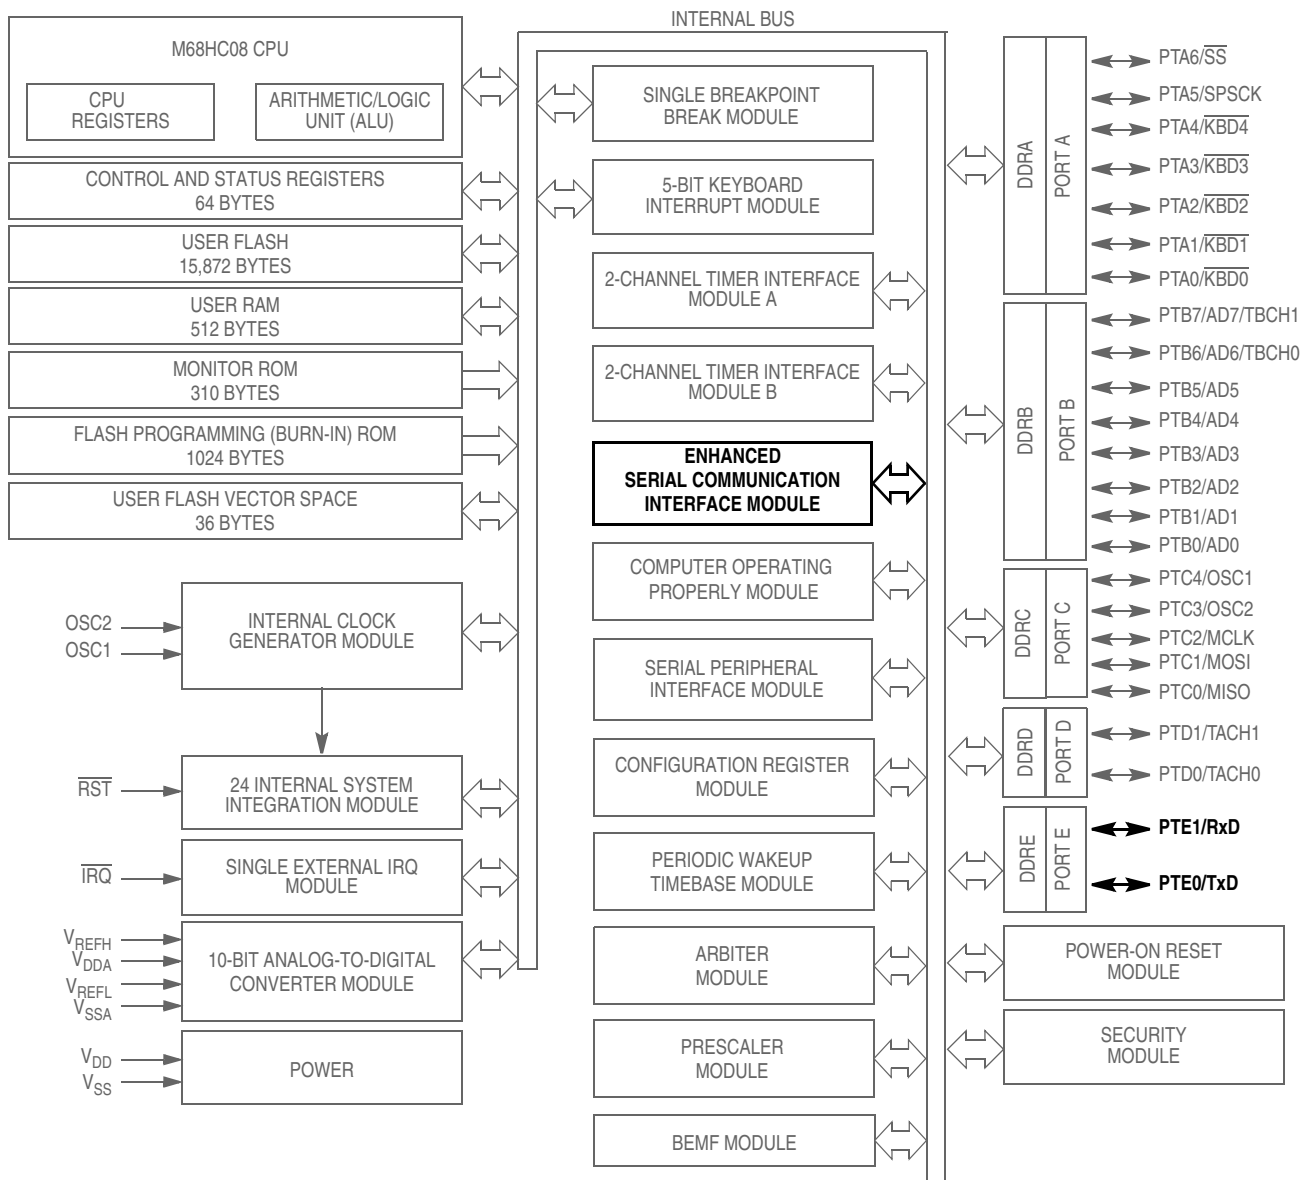 INTERNAL BUS
M68HC08 CPU
CPU
REGISTERS
ARITHMETIC/LOGIC
UNIT (ALU)
CONTROL AND STATUS REGISTERS
64 BYTES
USER FLASH
15,872 BYTES
USER RAM
512 BYTES
MONITOR ROM
310 BYTES
FLASH PROGRAMMING (BURN-IN) ROM
1024 BYTES
USER FLASH VECTOR SPACE
36 BYTES
OSC2
OSC1
INTERNAL CLOCK
GENERATOR MODULE
RST
24 INTERNAL SYSTEM
INTEGRATION MODULE
IRQ
SINGLE EXTERNAL IRQ
MODULE
VREFH
VDDA
VREFL
VSSA
10-BIT ANALOG-TO-DIGITAL
CONVERTER MODULE
VDD
VSS
POWER
SINGLE BREAKPOINT
BREAK MODULE
5-BIT KEYBOARD
INTERRUPT MODULE
2-CHANNEL TIMER INTERFACE
MODULE A
2-CHANNEL TIMER INTERFACE
MODULE B
ENHANCED
SERIAL COMMUNICATION
INTERFACE MODULE
COMPUTER OPERATING
PROPERLY MODULE
SERIAL PERIPHERAL
INTERFACE MODULE
CONFIGURATION REGISTER
MODULE
PERIODIC WAKEUP
TIMEBASE MODULE
ARBITER
MODULE
PRESCALER
MODULE
BEMF MODULE
DDRA
PORT A
PTA6/SS
PTA5/SPSCK
PTA4/KBD4
PTA3/KBD3
PTA2/KBD2
PTA1/KBD1
PTA0/KBD0
DDRB
PORT B
PTB7/AD7/TBCH1
PTB6/AD6/TBCH0
PTB5/AD5
PTB4/AD4
PTB3/AD3
PTB2/AD2
PTB1/AD1
PTB0/AD0
DDRC
PORT C
PTC4/OSC1
PTC3/OSC2
PTC2/MCLK
PTC1/MOSI
PTC0/MISO
DDRD
PORT D
PTD1/TACH1
PTD0/TACH0
DDRE
PORT E
PTE1/RxD
PTE0/TxD
POWER-ON RESET
MODULE
SECURITY
MODULE